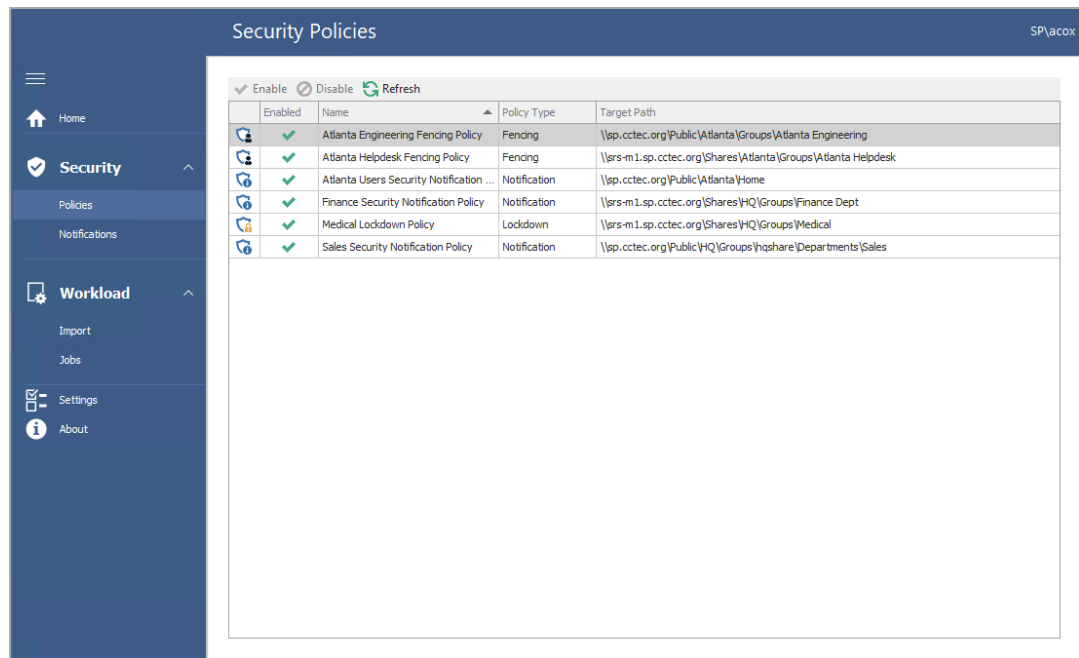 Security Policies
SP\acox
Home
Security
Policies
Notifications
Workload
Import
Jobs
Settings
About
Enable Disable Refresh
Enabled Name Policy Type Target Path
Atlanta Engineering Fencing Policy Fencing \\sp.cctec.org\Public\Atlanta\Groups\Atlanta Engineering
Atlanta Helpdesk Fencing Policy Fencing \\srs-m1.sp.cctec.org\Shares\Atlanta\Groups\Atlanta Helpdesk
Atlanta Users Security Notification ... Notification \\sp.cctec.org\Public\Atlanta\Home
Finance Security Notification Policy Notification \\srs-m1.sp.cctec.org\Shares\HQ\Groups\Finance Dept
Medical Lockdown Policy Lockdown \\srs-m1.sp.cctec.org\Shares\HQ\Groups\Medical
Sales Security Notification Policy Notification \\sp.cctec.org\Public\HQ\Groups\hqshare\Departments\Sales